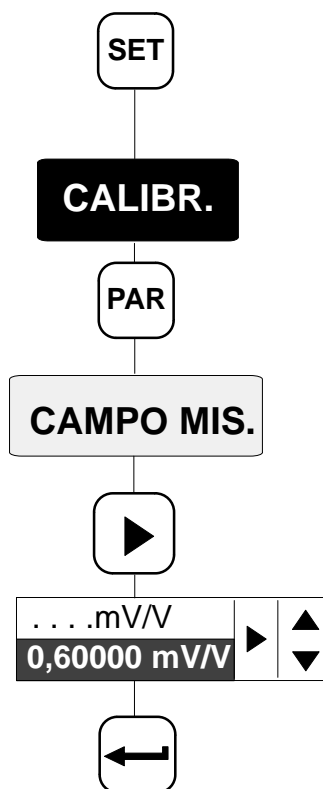 SET
CALIBR.
PAR
CAMPO MIS.
. . . .mV/V
0,60000 mV/V